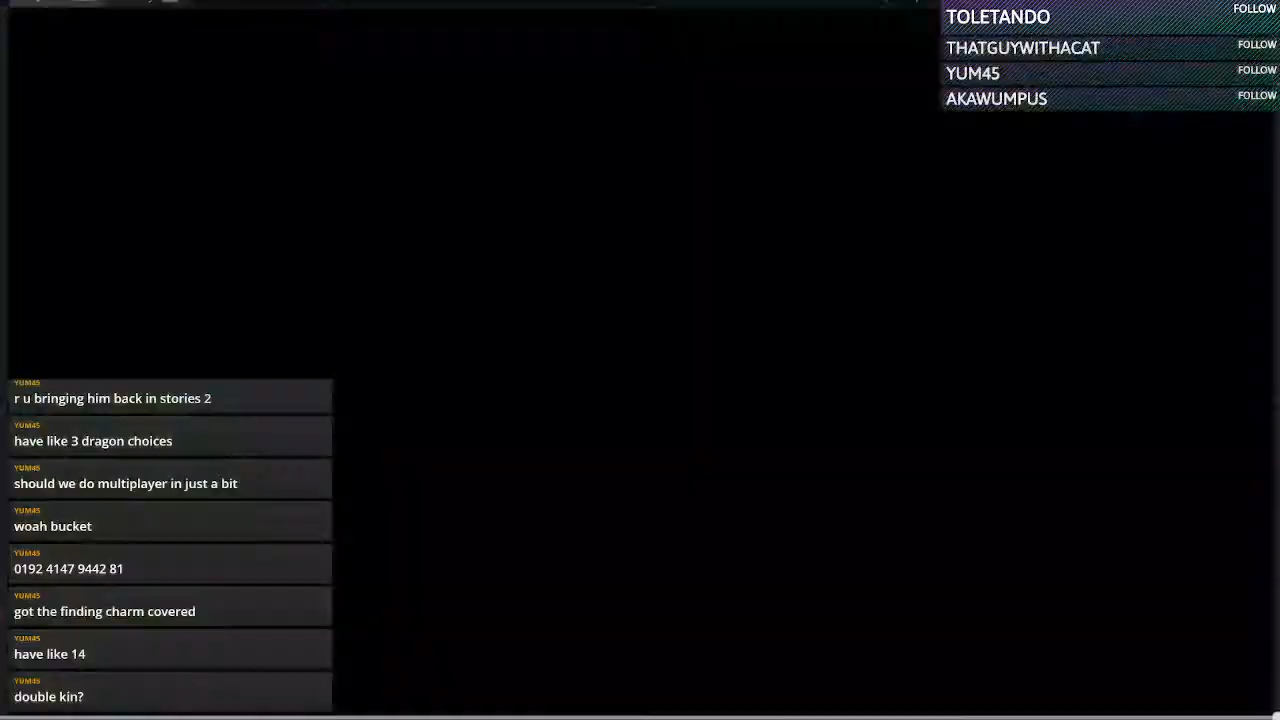 TOLETANDO FOLLOW
THATGUYWITHACAT FOLLOW
YUM45 FOLLOW
AKAWUMPUS FOLLOW
YUM45
r u bringing him back in stories 2
YUM45
have like 3 dragon choices
YUM45
should we do multiplayer in just a bit
YUM45
woah bucket
YUM45
0192 4147 9442 81
YUM45
got the finding charm covered
YUM45
have like 14
YUM45
double kin?